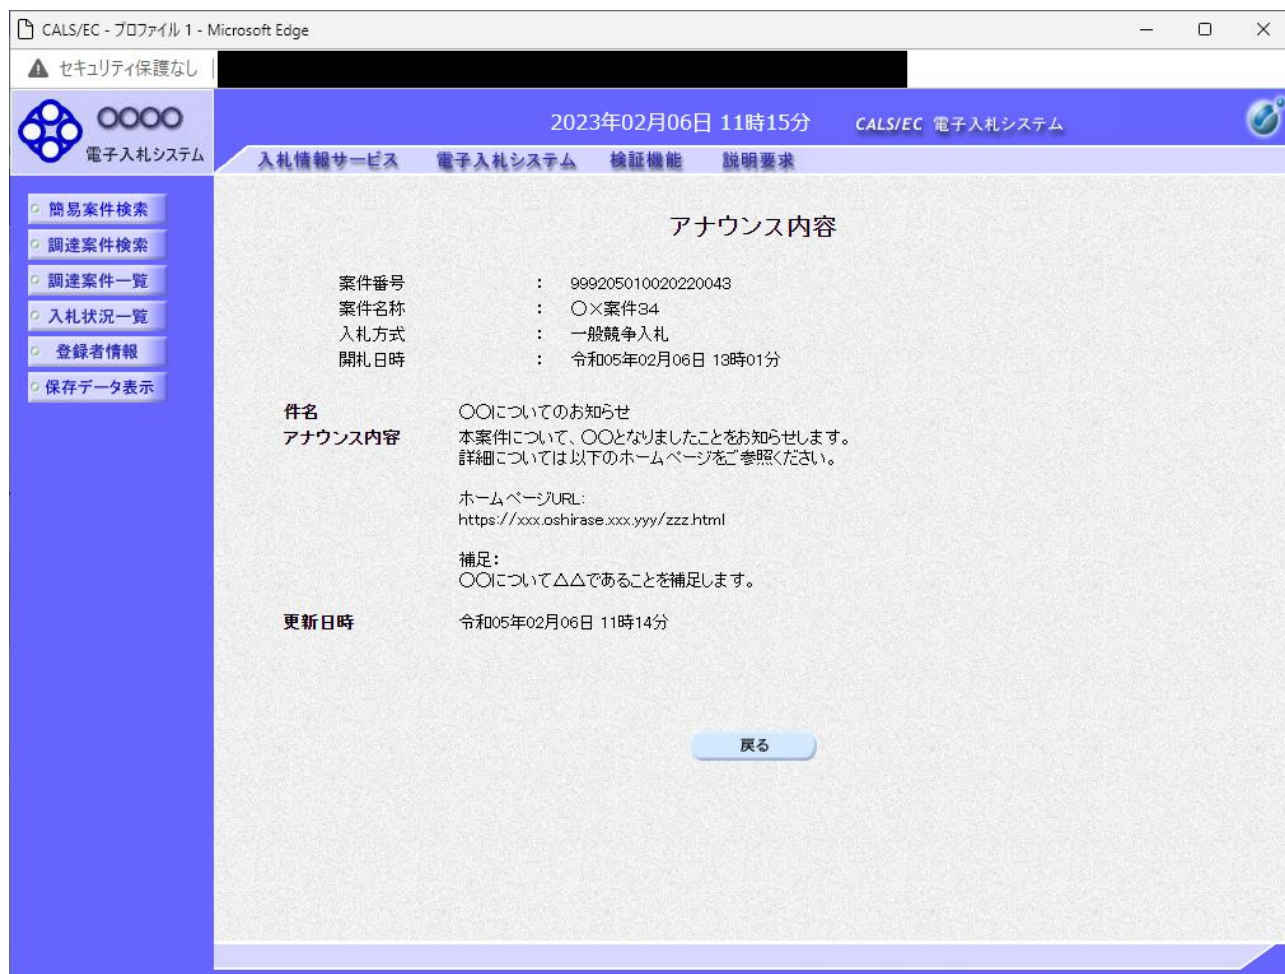 CALS/EC - プロファイル 1 - Microsoft Edge
セキュリティ保護なし
〇〇〇〇
電子入札システム
2023年02月06日 11時15分
CALS/EC 電子入札システム
入札情報サービス 電子入札システム 検証機能 説明要求
簡易案件検索
調達案件検索
調達案件一覧
入札状況一覧
登録者情報
保存データ表示
アナウンス内容
案件番号 : 999205010020220043
案件名称 : 〇×案件34
入札方式 : 一般競争入札
開札日時 : 令和05年02月06日 13時01分
件名 〇〇についてのお知らせ
アナウンス内容 本案件について、〇〇となりましたことをお知らせします。
詳細については以下のホームページをご参照ください。
ホームページURL:
https://xxx.oshirase.xxx.yyy/zzz.html
補足:
〇〇について△△であることを補足します。
更新日時 令和05年02月06日 11時14分
戻る